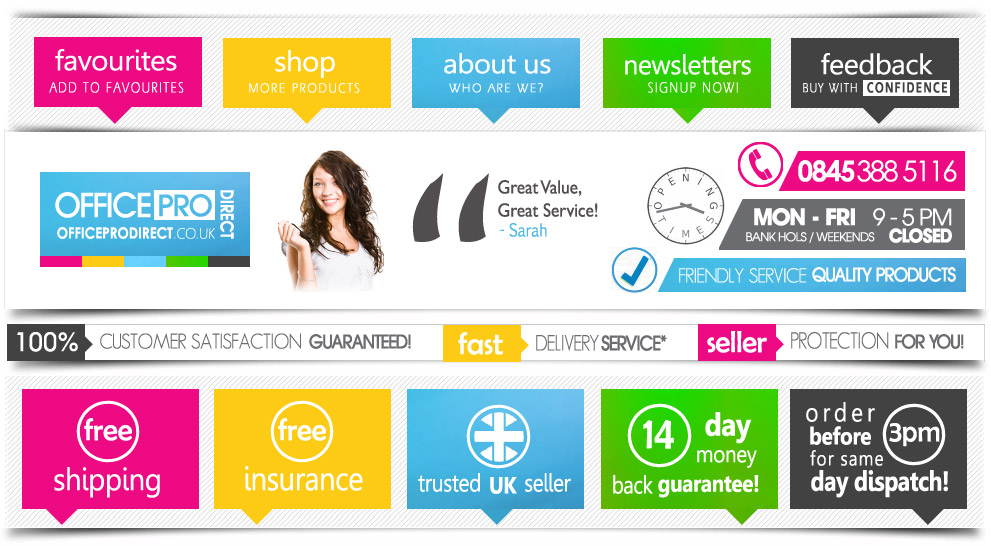 favourites
ADD TO FAVOURITES
shop
MORE PRODUCTS
about us
WHO ARE WE?
newsletters
SIGNUP NOW!
feedback
BUY WITH CONFIDENCE
OFFICE PRO DIRECT
OFFICEPRODIRECT.CO.UK
Great Value,
Great Service!
- Sarah
OPENING TIMES
0845 388 5116
MON - FRI 9 - 5 PM
BANK HOLS / WEEKENDS CLOSED
FRIENDLY SERVICE QUALITY PRODUCTS
100% CUSTOMER SATISFACTION GUARANTEED!
fast DELIVERY SERVICE*
seller PROTECTION FOR YOU!
free
shipping
free
insurance
trusted UK seller
14 day
money
back guarantee!
order
before 3pm
for same
day dispatch!